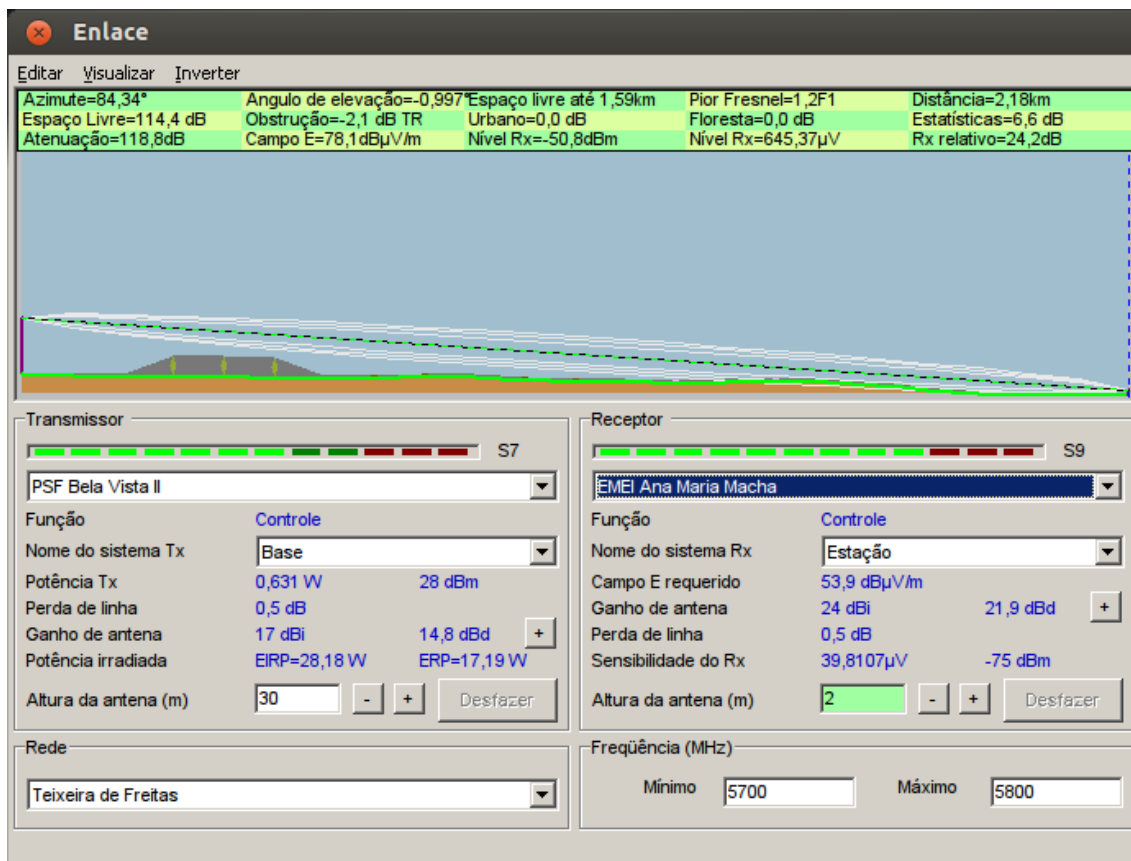 Enlace
Editar Visualizar Inverter
Azimute=84,34° Angulo de elevação=-0,997° Espaço livre até 1,59km Pior Fresnel=1,2F1 Distância=2,18km
Espaço Livre=114,4 dB Obstrução=-2,1 dB TR Urbano=0,0 dB Floresta=0,0 dB Estatísticas=6,6 dB
Atenuação=118,8dB Campo E=78,1dBµV/m Nível Rx=-50,8dBm Nível Rx=645,37µV Rx relativo=24,2dB
Transmissor
S7
PSF Bela Vista II
Função Controle
Nome do sistema Tx Base
Potência Tx 0,631 W 28 dBm
Perda de linha 0,5 dB
Ganho de antena 17 dBi 14,8 dBd +
Potência irradiada EIRP=28,18 W ERP=17,19 W
Altura da antena (m) 30 - + Desfazer
Receptor
S9
EMEI Ana Maria Macha
Função Controle
Nome do sistema Rx Estação
Campo E requerido 53,9 dBµV/m
Ganho de antena 24 dBi 21,9 dBd +
Perda de linha 0,5 dB
Sensibilidade do Rx 39,8107µV -75 dBm
Altura da antena (m) 2 - + Desfazer
Rede
Teixeira de Freitas
Freqüência (MHz)
Mínimo 5700 Máximo 5800